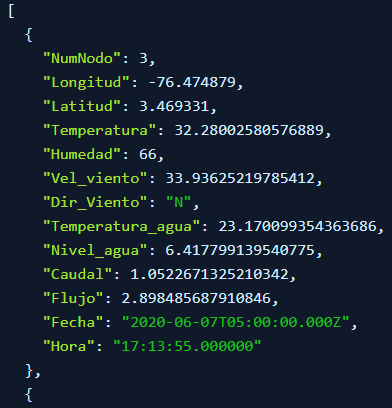 [
{
"NumNodo": 3,
"Longitud": -76.474879,
"Latitud": 3.469331,
"Temperatura": 32.28002580576889,
"Humedad": 66,
"Vel_viento": 33.93625219785412,
"Dir_Viento": "N",
"Temperatura_agua": 23.170099354363686,
"Nivel_agua": 6.417799139540775,
"Caudal": 1.0522671325210342,
"Flujo": 2.898485687910846,
"Fecha": "2020-06-07T05:00:00.000Z",
"Hora": "17:13:55.000000"
},
{